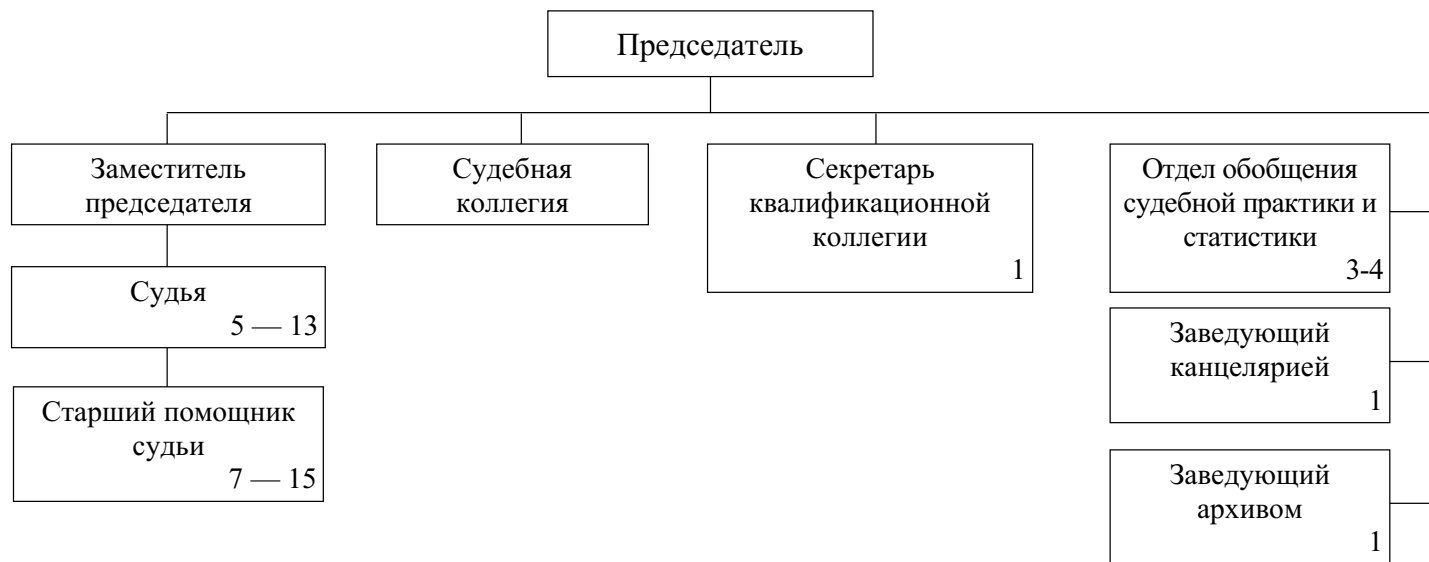 Председатель
Заместитель
председателя
Судебная
коллегия
Секретарь
квалификационной
коллегии
1
Отдел обобщения
судебной практики и
статистики
3-4
Судья
5 — 13
Заведующий
канцелярией
1
Старший помощник
судьи
7 — 15
Заведующий
архивом
1